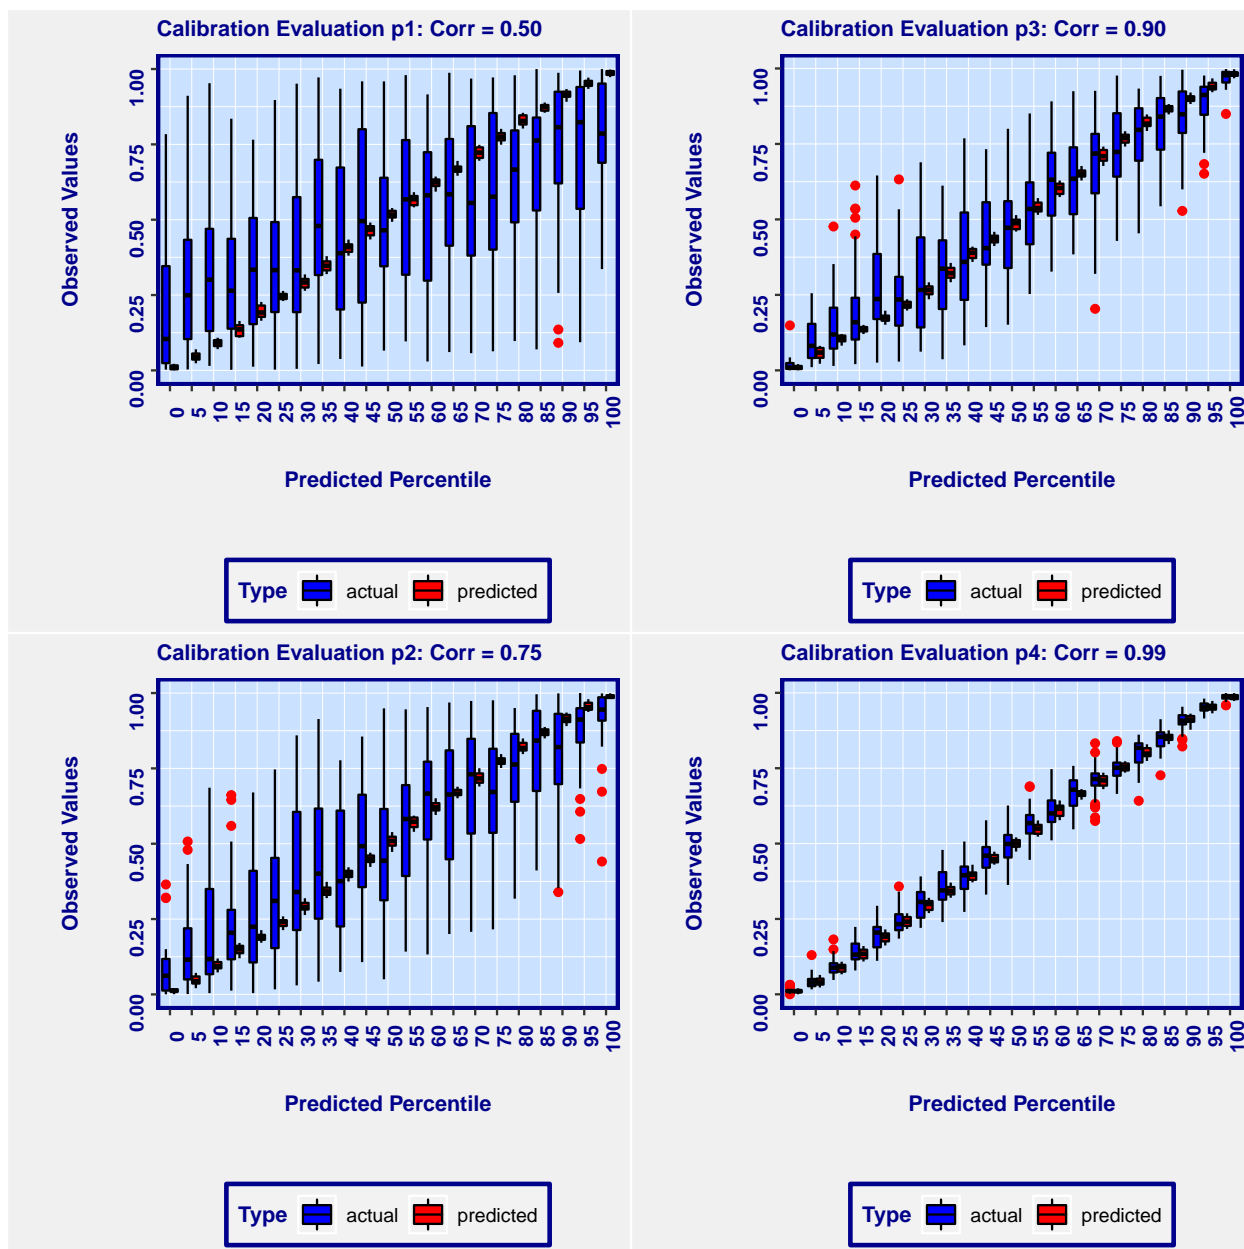 Calibration Evaluation p1: Corr = 0.50
Observed Values
1.00
0.75
0.50
0.25
0.00
0 5 10 15 20 25 30 35 40 45 50 55 60 65 70 75 80 85 90 95 100
Predicted Percentile
Type actual predicted
Calibration Evaluation p3: Corr = 0.90
Observed Values
1.00
0.75
0.50
0.25
0.00
0 5 10 15 20 25 30 35 40 45 50 55 60 65 70 75 80 85 90 95 100
Predicted Percentile
Type actual predicted
Calibration Evaluation p2: Corr = 0.75
Observed Values
1.00
0.75
0.50
0.25
0.00
0 5 10 15 20 25 30 35 40 45 50 55 60 65 70 75 80 85 90 95 100
Predicted Percentile
Type actual predicted
Calibration Evaluation p4: Corr = 0.99
Observed Values
1.00
0.75
0.50
0.25
0.00
0 5 10 15 20 25 30 35 40 45 50 55 60 65 70 75 80 85 90 95 100
Predicted Percentile
Type actual predicted